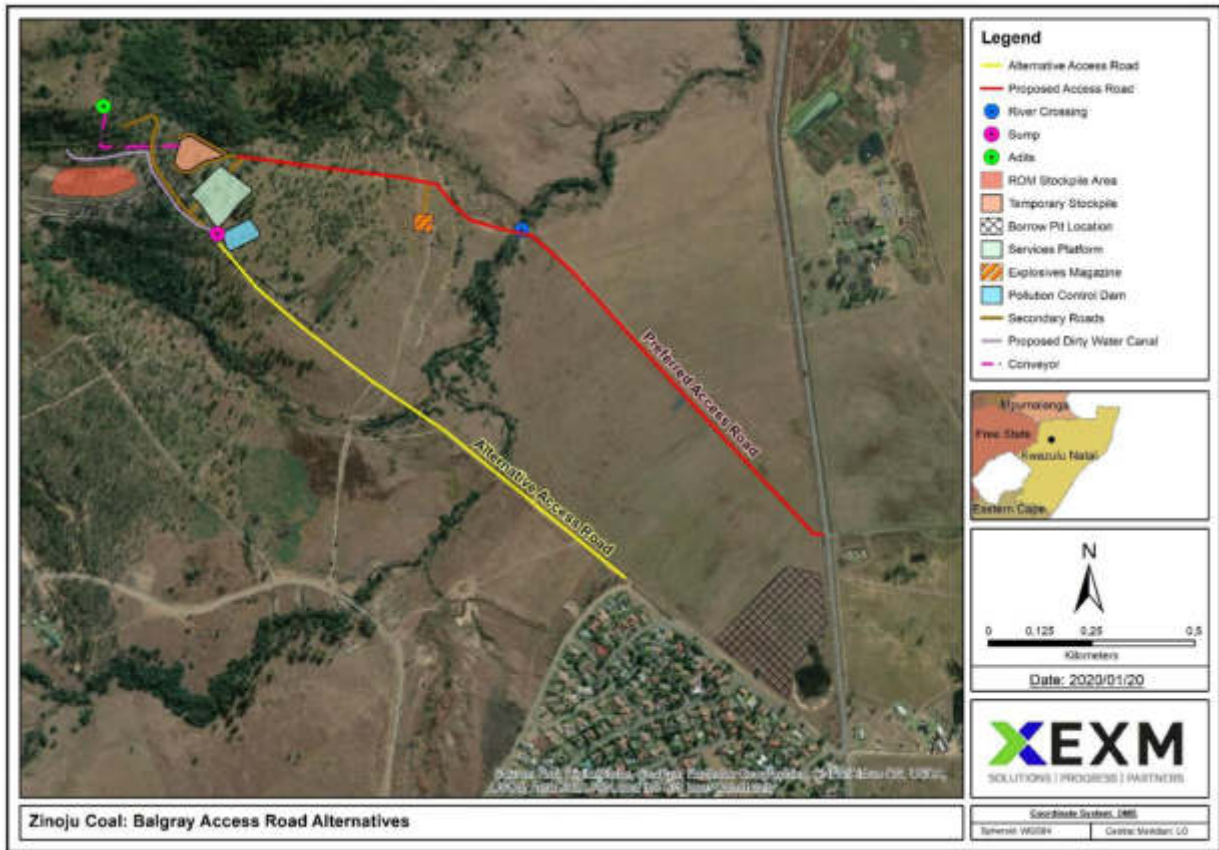 Legend
Alternative Access Road
Proposed Access Road
River Crossing
Sump
Adits
ROM Stockpile Area
Temporary Stockpile
Borrow Pit Location
Services Platform
Explosives Magazine
Pollution Control Dam
Secondary Roads
Proposed Dirty Water Canal
Conveyor
Preferred Access Road
Alternative Access Road
Mpumalanga
Free State
Kwazulu Natal
Eastern Cape
N
0 0,125 0,25 0,5
Kilometers
Date: 2020/01/20
XEXM
SOLUTIONS | PROGRESS | PARTNERS
Zinoju Coal: Balgray Access Road Alternatives
Coordinate System: DMS
Spheroid: WGS84 Central Meridian: LO